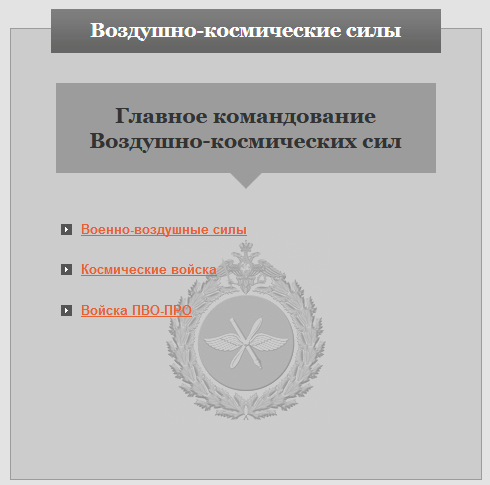 Воздушно-космические силы
Главное командование
Воздушно-космических сил
Военно-воздушные силы
Космические войска
Войска ПВО-ПРО